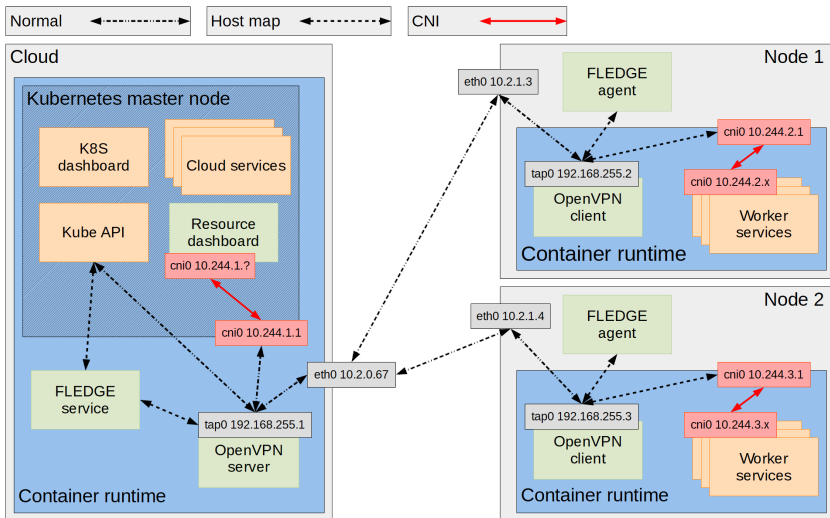 Normal
Host map
CNI
Cloud
Kubernetes master node
K8S
dashboard
Cloud services
Kube API
Resource
dashboard
cni0 10.244.1.?
cni0 10.244.1.1
eth0 10.2.0.67
FLEDGE
service
tap0 192.168.255.1
OpenVPN
server
Container runtime
Node 1
eth0 10.2.1.3
FLEDGE
agent
cni0 10.244.2.1
tap0 192.168.255.2
cni0 10.244.2.x
OpenVPN
client
Worker
services
Container runtime
Node 2
eth0 10.2.1.4
FLEDGE
agent
cni0 10.244.3.1
tap0 192.168.255.3
cni0 10.244.3.x
OpenVPN
client
Worker
services
Container runtime